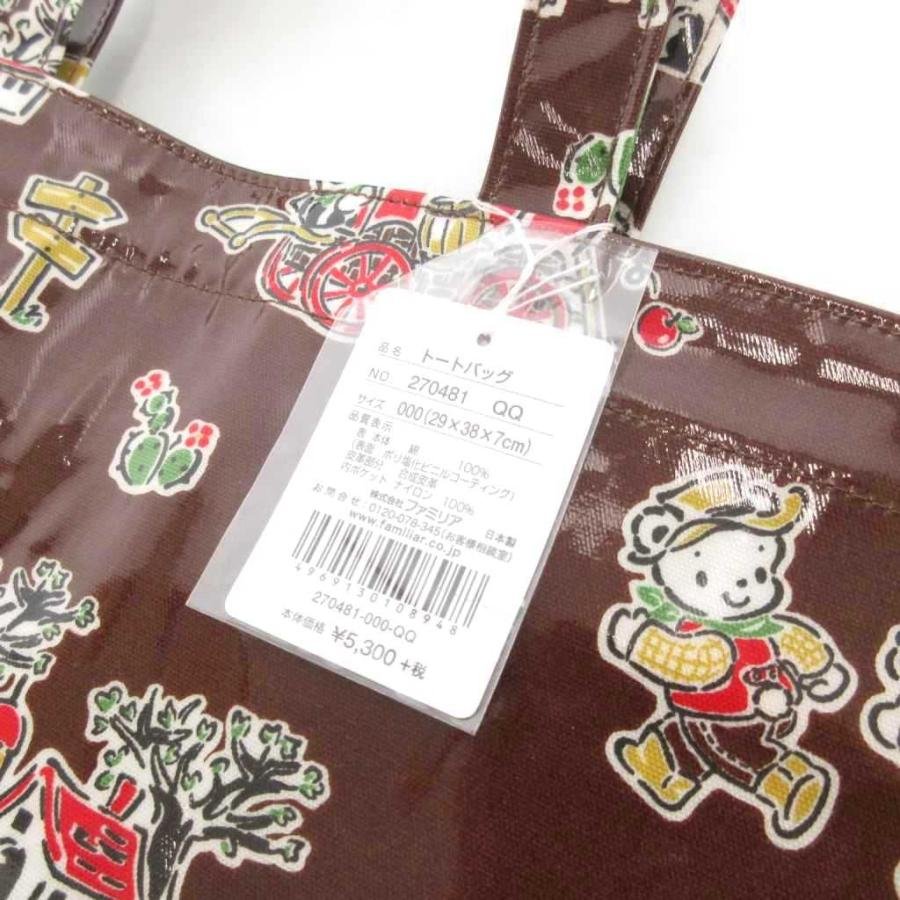 品名 トートバッグ
NO 270481 QQ
サイズ 000(29×38×7cm)
品質表示
表 本体 綿 100%
(表面 ポリ塩化ビニルコーティング)
皮革部分 合成皮革
内ポケット ナイロン 100%
日本製
株式会社ファミリア
お問合せ:0120-078-345(お客様相談室)
www.familiar.co.jp
4969130108948
270481-000-QQ
本体価格 ¥5,300+税